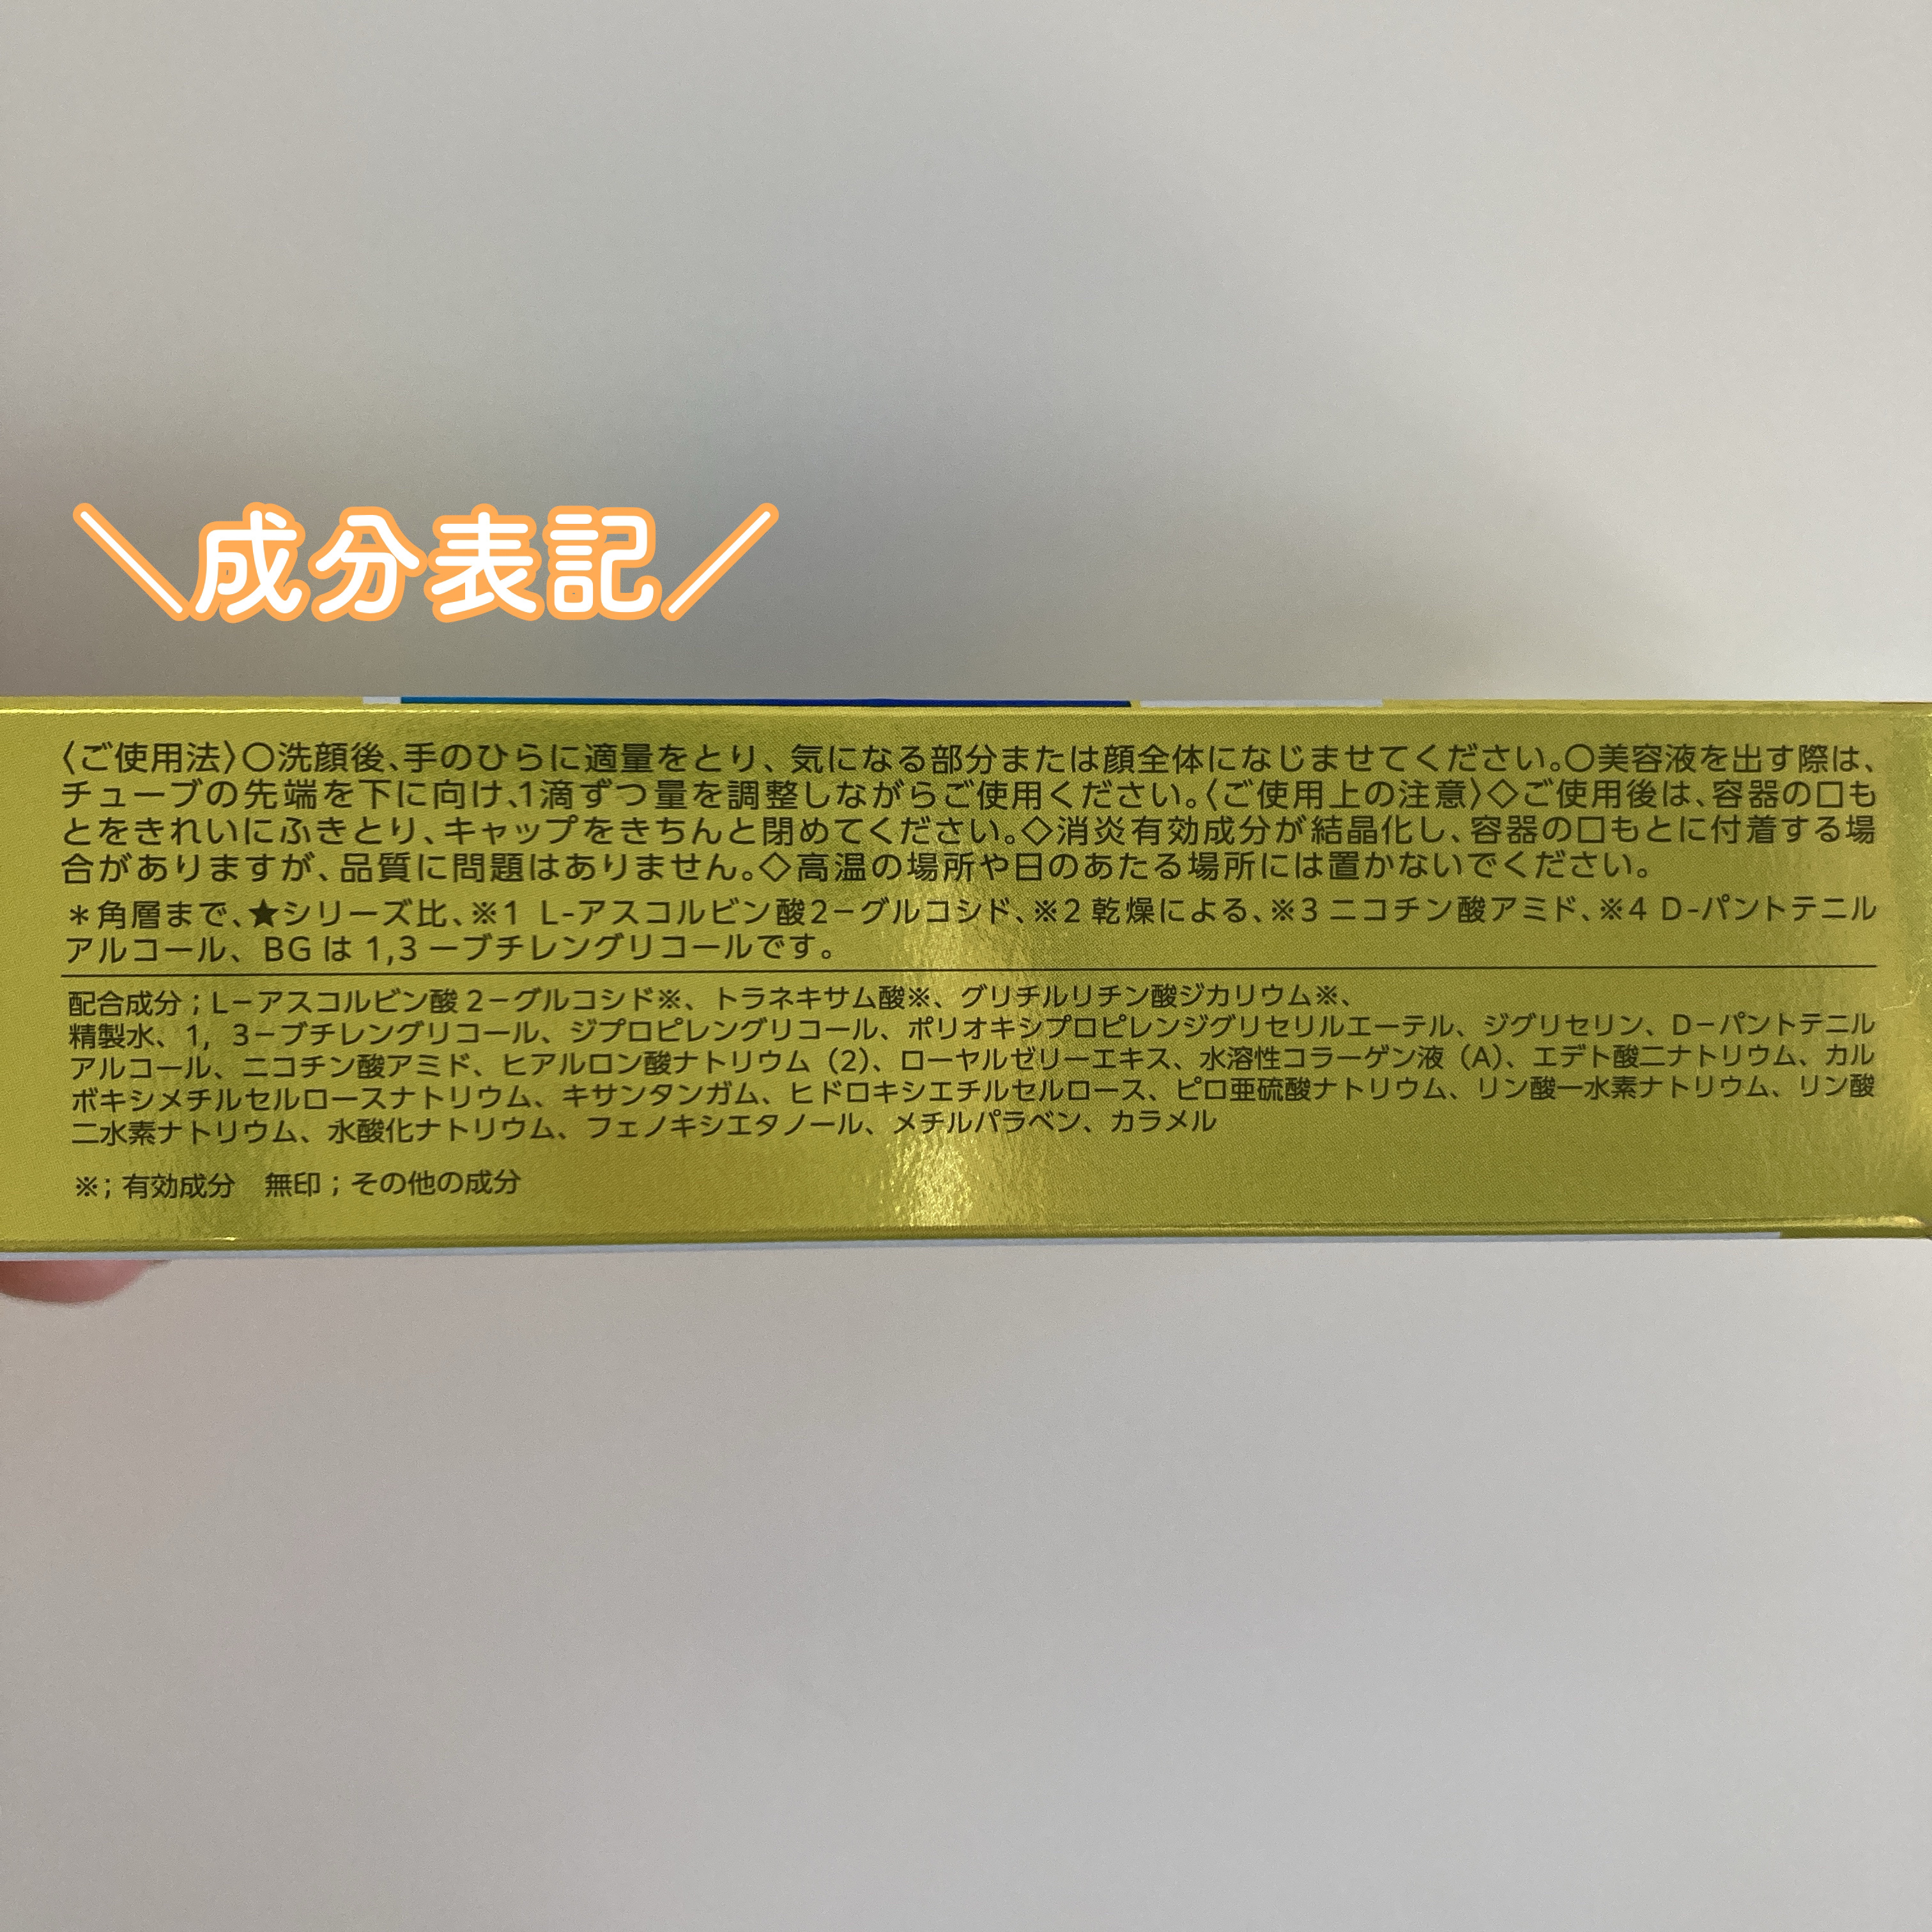 ＼成分表記／
〈ご使用法〉〇洗顔後、手のひらに適量をとり、気になる部分または顔全体になじませてください。〇美容液を出す際は、
チューブの先端を下に向け、1滴ずつ量を調整しながらご使用ください。〈ご使用上の注意〉◇ご使用後は、容器の口も
とをきれいにふきとり、キャップをきちんと閉めてください。◇消炎有効成分が結晶化し、容器の口もとに付着する場
合がありますが、品質に問題はありません。◇高温の場所や日のあたる場所には置かないでください。
＊角層まで、★シリーズ比、※1 L-アスコルビン酸2－グルコシド、※2 乾燥による、※3 ニコチン酸アミド、※4 D-パントテニル
アルコール、BGは1,3－ブチレングリコールです。
配合成分；L－アスコルビン酸2－グルコシド※、トラネキサム酸※、グリチルリチン酸ジカリウム※、
精製水、1，3－ブチレングリコール、ジプロピレングリコール、ポリオキシプロピレンジグリセリルエーテル、ジグリセリン、D－パントテニル
アルコール、ニコチン酸アミド、ヒアルロン酸ナトリウム（2）、ローヤルゼリーエキス、水溶性コラーゲン液（A）、エデト酸二ナトリウム、カル
ボキシメチルセルロースナトリウム、キサンタンガム、ヒドロキシエチルセルロース、ピロ亜硫酸ナトリウム、リン酸一水素ナトリウム、リン酸
二水素ナトリウム、水酸化ナトリウム、フェノキシエタノール、メチルパラベン、カラメル
※；有効成分　無印；その他の成分